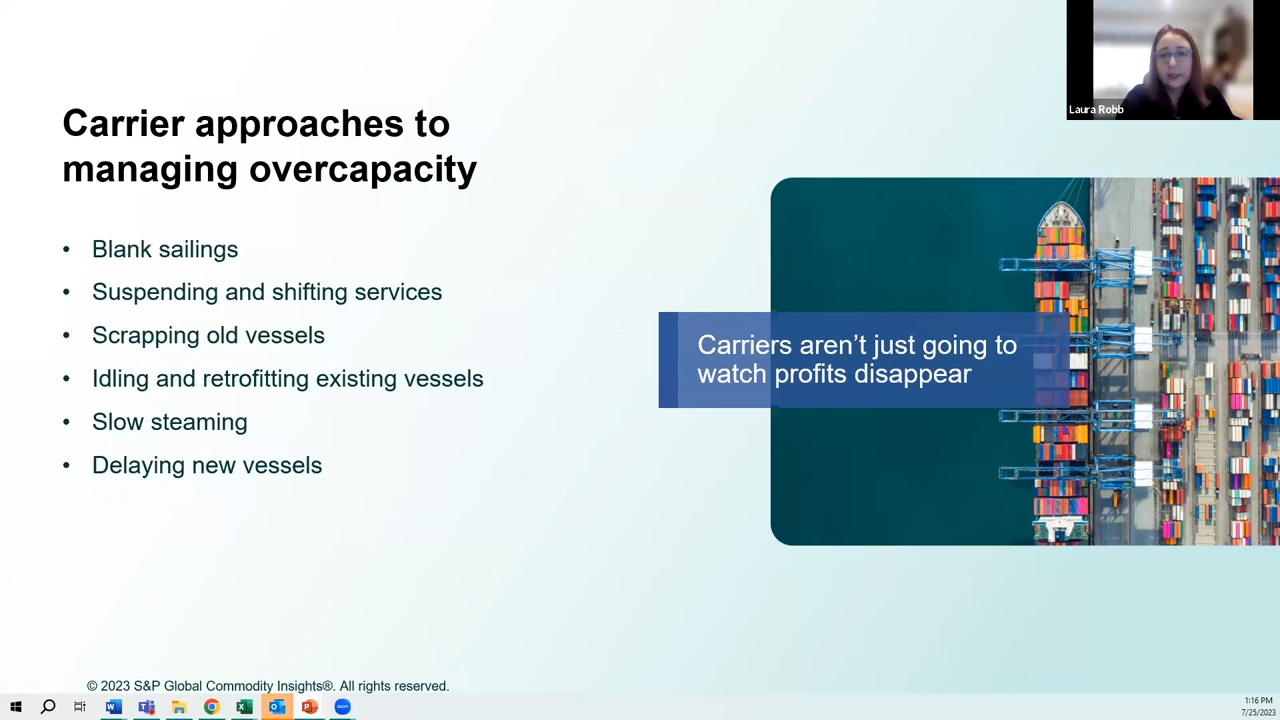 Laura Robb
Carrier approaches to
managing overcapacity
• Blank sailings
• Suspending and shifting services
• Scrapping old vessels
• Idling and retrofitting existing vessels
• Slow steaming
• Delaying new vessels
Carriers aren’t just going to
watch profits disappear
© 2023 S&P Global Commodity Insights®. All rights reserved.
zoom
1:16 PM
7/25/2023